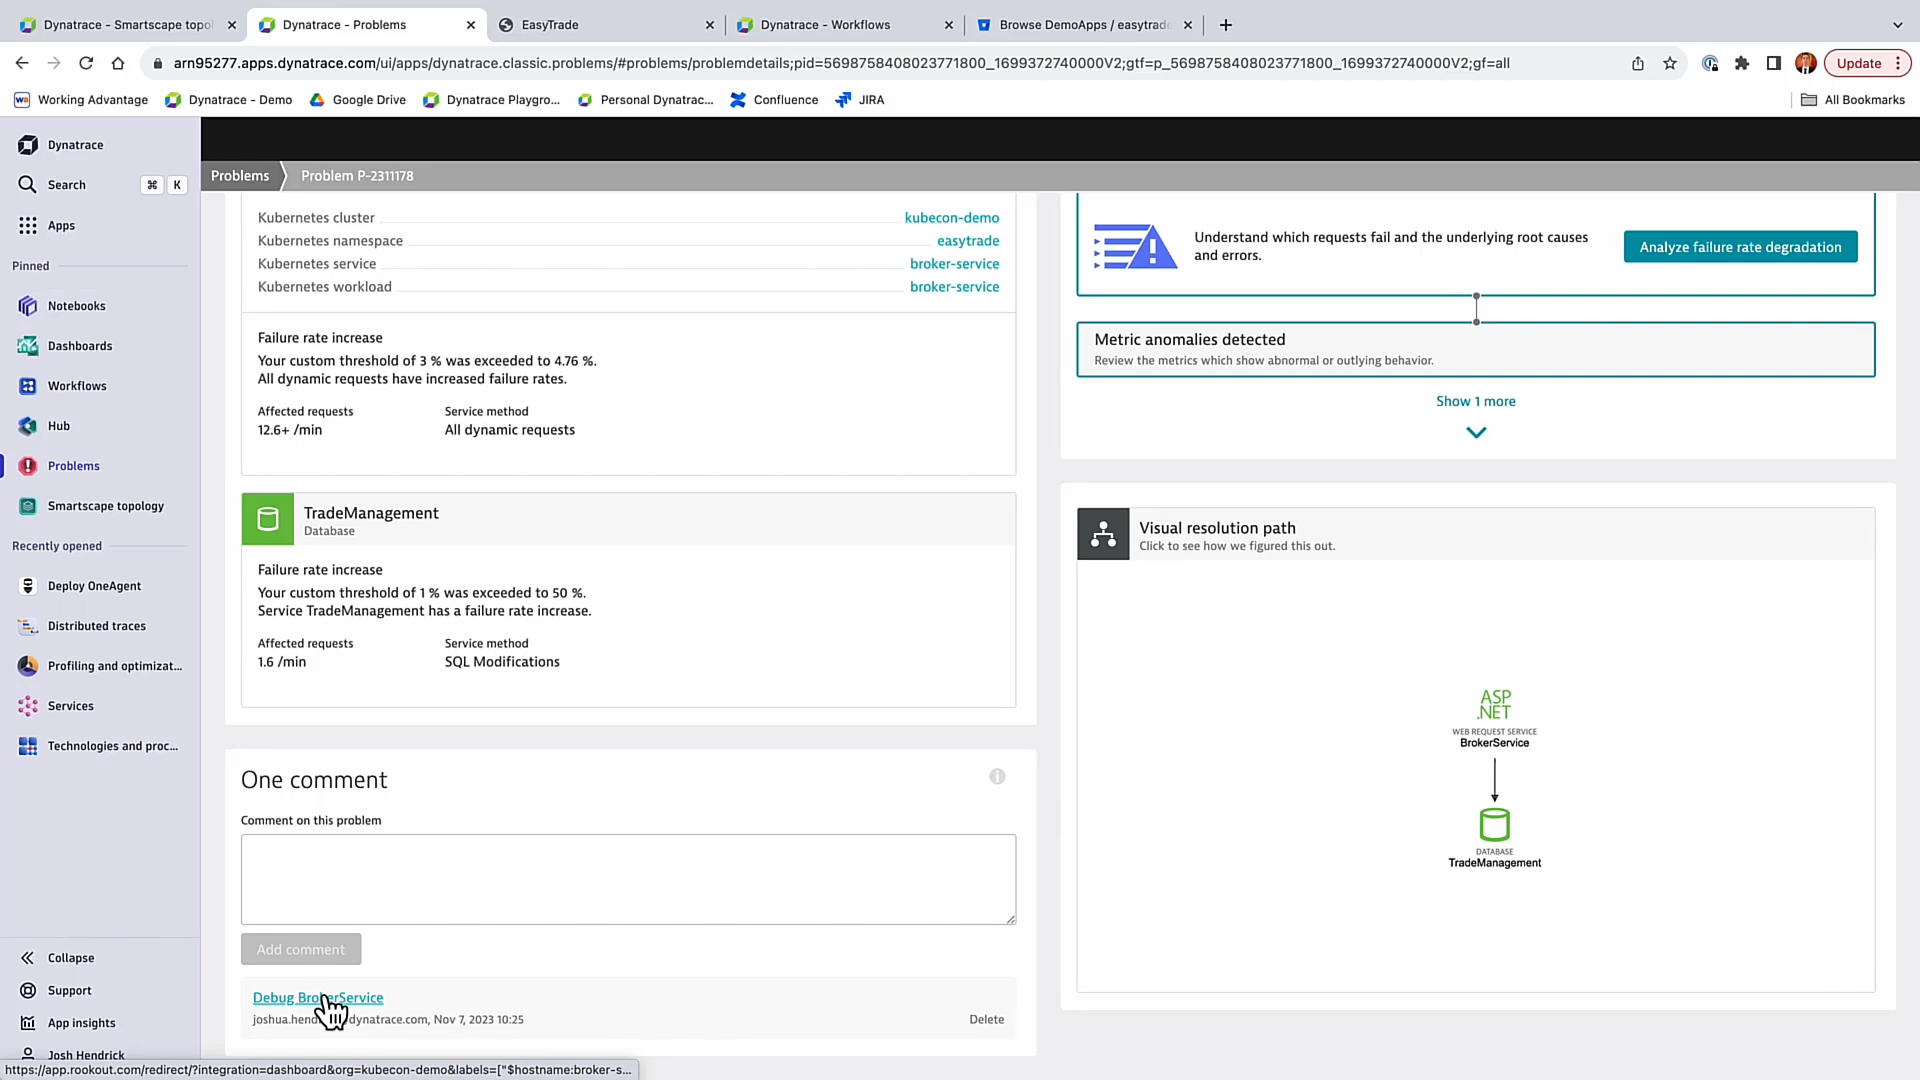 Dynatrace - Smartscape topol
Dynatrace - Problems
EasyTrade
Dynatrace - Workflows
Browse DemoApps / easytrade
arn95277.apps.dynatrace.com/ui/apps/dynatrace.classic.problems/#problems/problemdetails;pid=5698758408023771800_1699372740000V2;gtf=p_5698758408023771800_1699372740000V2;gf=all
Update
Working Advantage
Dynatrace - Demo
Google Drive
Dynatrace Playgro...
Personal Dynatrac...
Confluence
JIRA
All Bookmarks
Dynatrace
Search
⌘ K
Apps
Pinned
Notebooks
Dashboards
Workflows
Hub
Problems
Smartscape topology
Recently opened
Deploy OneAgent
Distributed traces
Profiling and optimizat...
Services
Technologies and proc...
Collapse
Support
App insights
Josh Hendrick
Problems
Problem P-2311178
Kubernetes cluster kubecon-demo
Kubernetes namespace easytrade
Kubernetes service broker-service
Kubernetes workload broker-service
Failure rate increase
Your custom threshold of 3 % was exceeded to 4.76 %.
All dynamic requests have increased failure rates.
Affected requests Service method
12.6+ /min All dynamic requests
TradeManagement
Database
Failure rate increase
Your custom threshold of 1 % was exceeded to 50 %.
Service TradeManagement has a failure rate increase.
Affected requests Service method
1.6 /min SQL Modifications
One comment
Comment on this problem
Add comment
Debug BrokerService
dynatrace.com, Nov 7, 2023 10:25
Delete
Understand which requests fail and the underlying root causes
and errors.
Analyze failure rate degradation
Metric anomalies detected
Review the metrics which show abnormal or outlying behavior.
Show 1 more
Visual resolution path
Click to see how we figured this out.
ASP
.NET
WEB REQUEST SERVICE
BrokerService
DATABASE
TradeManagement
https://app.rookout.com/redirect/?integration=dashboard&org=kubecon-demo&labels=["$hostname:broker-s...